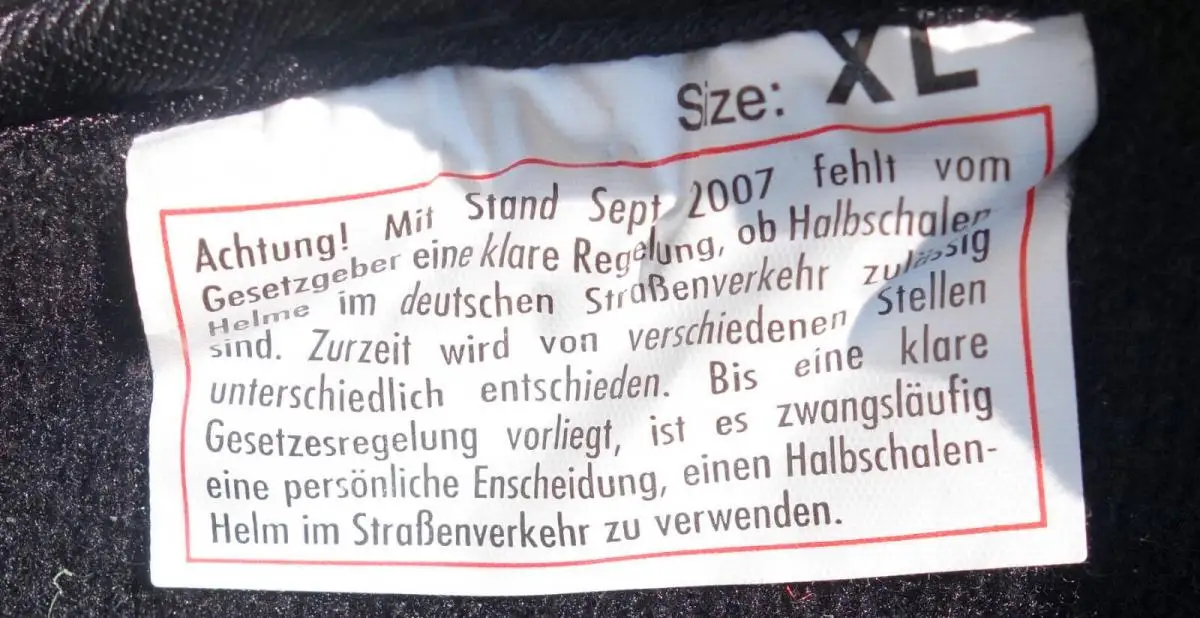 Size: XL
Achtung! Mit Stand Sept 2007 fehlt vom
Gesetzgeber eine klare Regelung, ob Halbschalen
Helme im deutschen Straßenverkehr zulässig
sind. Zurzeit wird von verschiedenen Stellen
unterschiedlich entschieden. Bis eine klare
Gesetzesregelung vorliegt, ist es zwangsläufig
eine persönliche Enscheidung, einen Halbschalen-
Helm im Straßenverkehr zu verwenden.